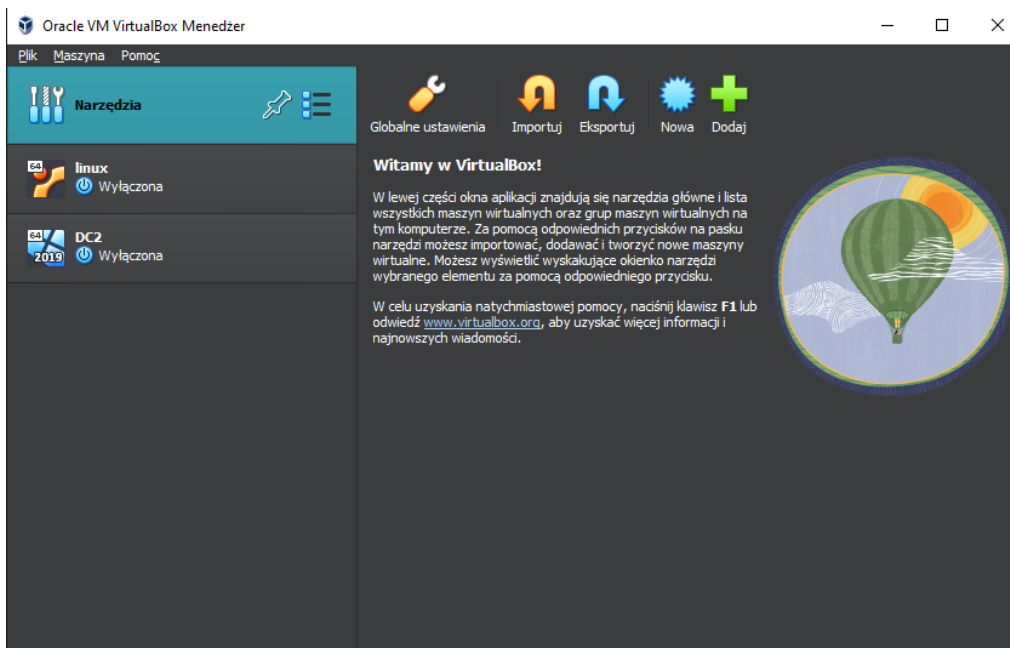 Oracle VM VirtualBox Menedżer
Plik Maszyna Pomoc
Narzędzia
Globalne ustawienia Importuj Eksportuj Nowa Dodaj
64
linux
Wyłączona
64
2019
DC2
Wyłączona
Witamy w VirtualBox!
W lewej części okna aplikacji znajdują się narzędzia główne i lista
wszystkich maszyn wirtualnych oraz grup maszyn wirtualnych na
tym komputerze. Za pomocą odpowiednich przycisków na pasku
narzędzi możesz importować, dodawać i tworzyć nowe maszyny
wirtualne. Możesz wyświetlić wyskakujące okienko narzędzi
wybranego elementu za pomocą odpowiedniego przycisku.
W celu uzyskania natychmiastowej pomocy, naciśnij klawisz F1 lub
odwiedź www.virtualbox.org, aby uzyskać więcej informacji i
najnowszych wiadomości.